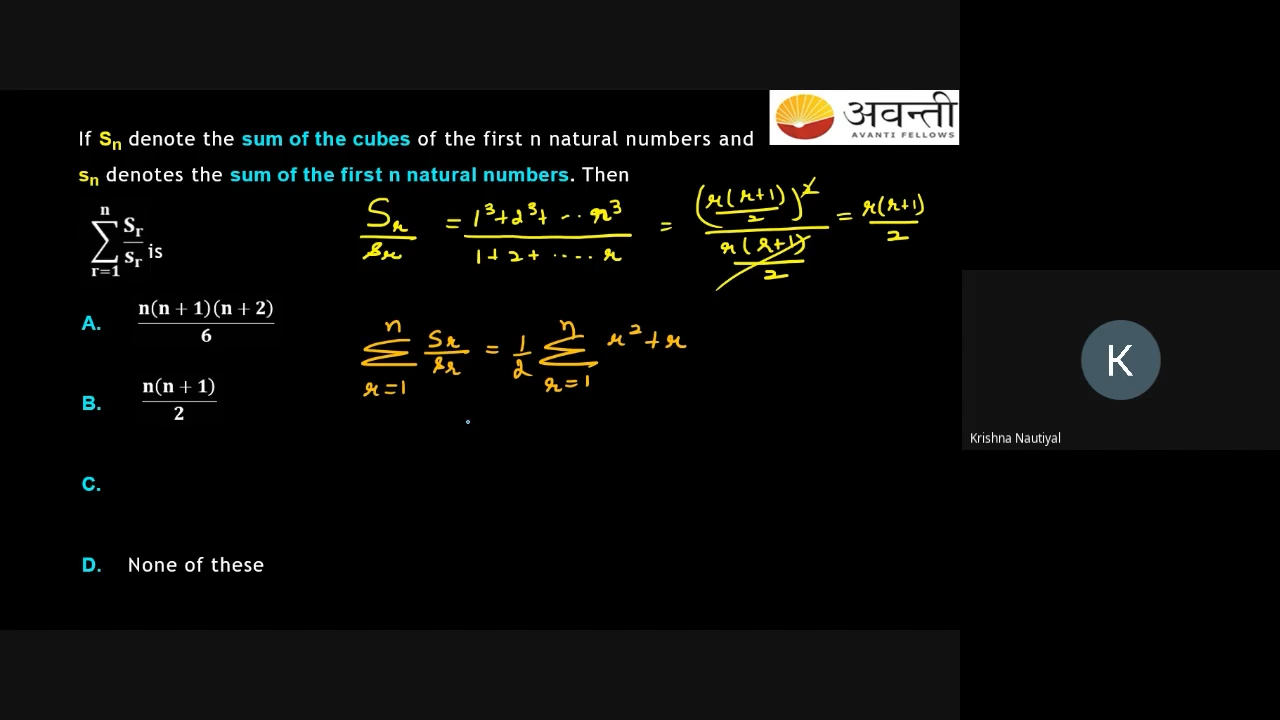 अवन्ती
AVANTI FELLOWS
If Sn denote the sum of the cubes of the first n natural numbers and
sn denotes the sum of the first n natural numbers. Then
n∑r=1 Sr/sr is
Sr/sr = 1³+2³+ ·· r³ / 1+2+ ···· r = (r(r+1)/2)² / r(r+1)/2 = r(r+1)/2
A. n(n + 1)(n + 2)/6
n∑r=1 Sr/sr = 1/2 n∑r=1 r²+r
B. n(n + 1)/2
C.
D. None of these
K
Krishna Nautiyal